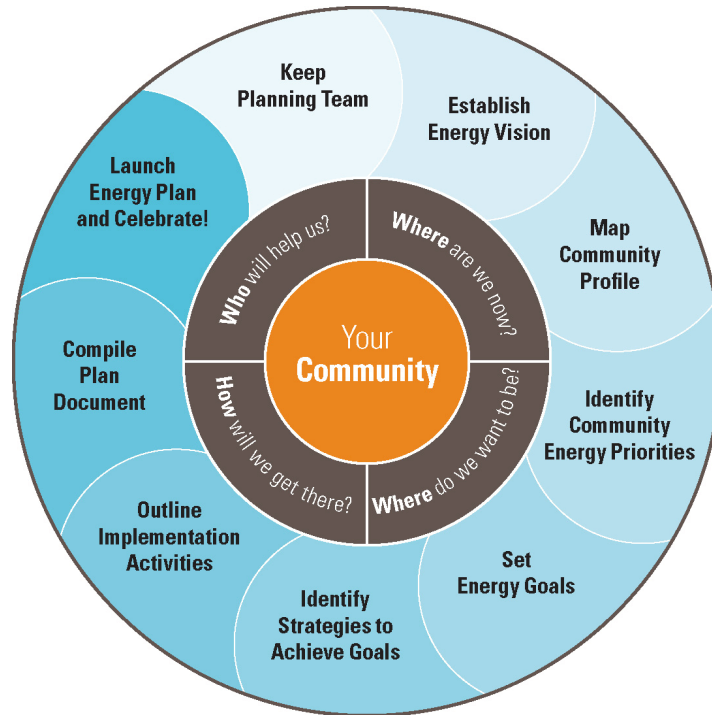 Keep
Planning Team
Establish
Energy Vision
Map
Community
Profile
Identify
Community
Energy Priorities
Set
Energy Goals
Identify
Strategies to
Achieve Goals
Outline
Implementation
Activities
Compile
Plan
Document
Launch
Energy Plan
and Celebrate!
Who will help us?
Where are we now?
Where do we want to be?
How will we get there?
Your
Community